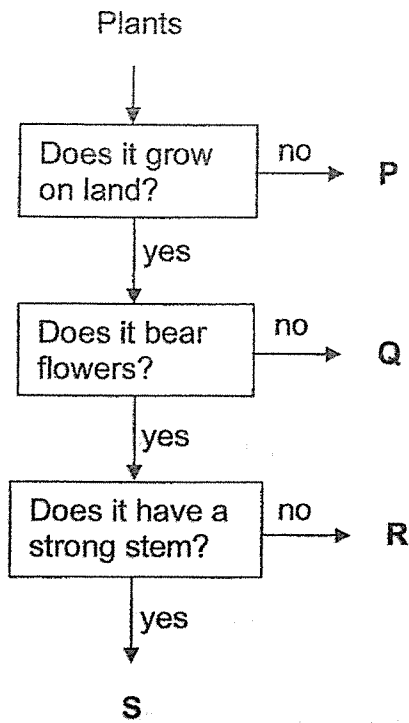 Plants
Does it grow
on land?
no
P
yes
Does it bear
flowers?
no
Q
yes
Does it have a
strong stem?
no
R
yes
S